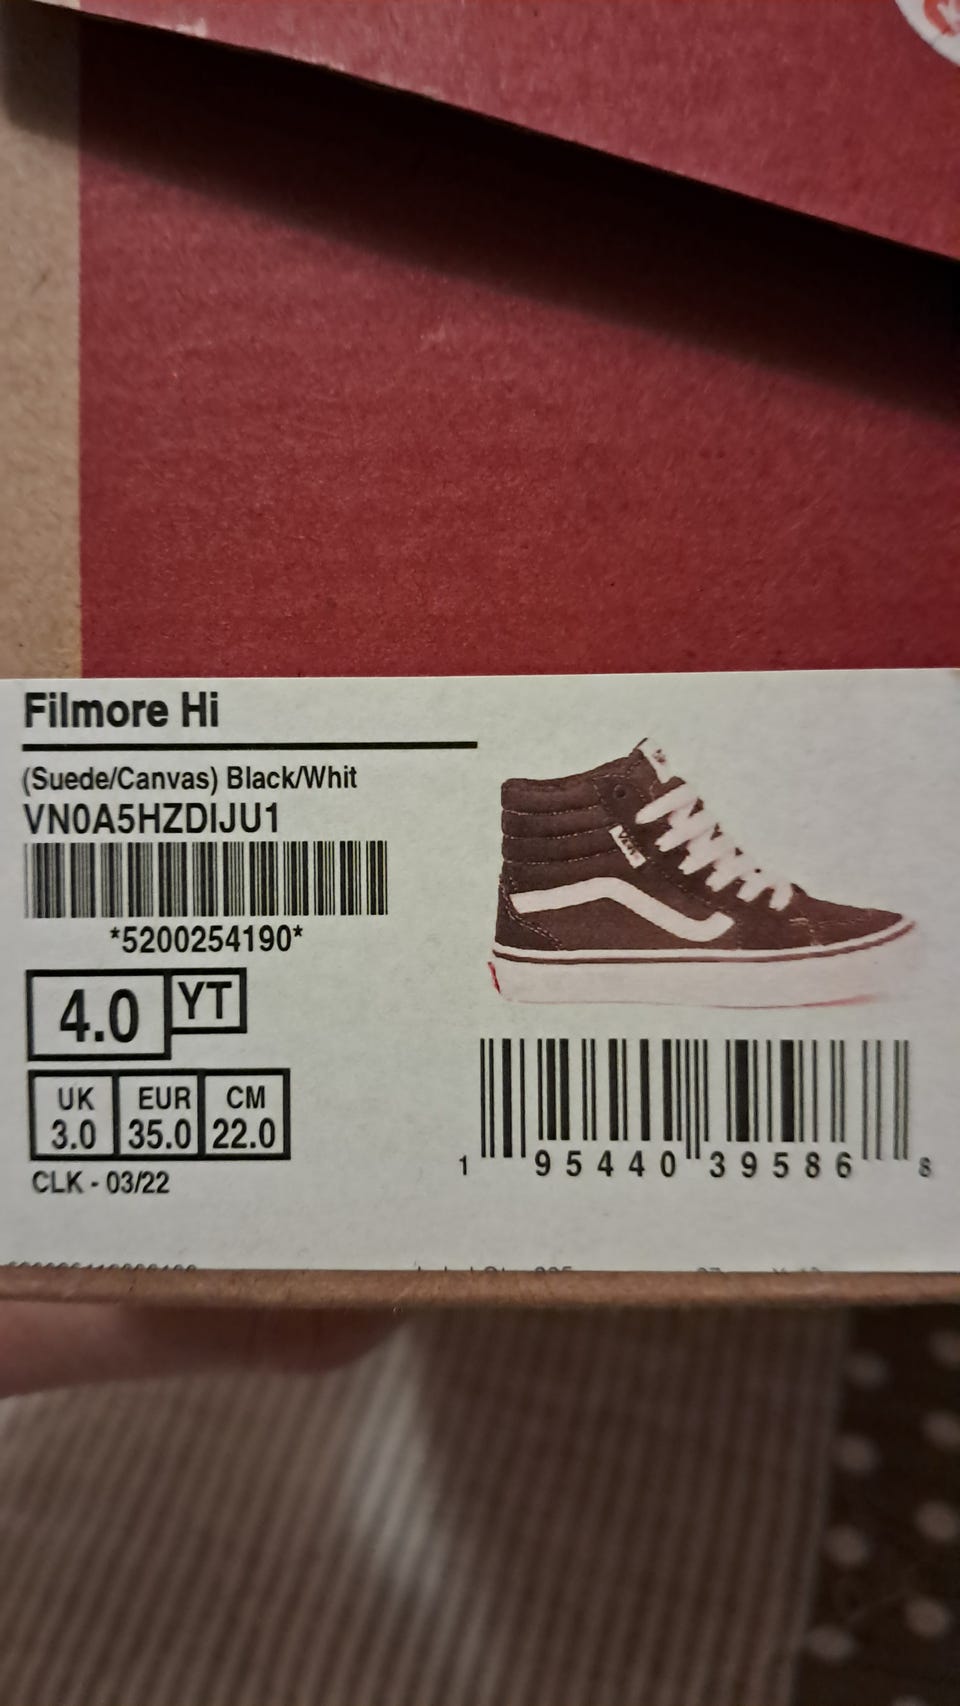 Filmore Hi
(Suede/Canvas) Black/Whit
VN0A5HZDIJU1
*5200254190*
4.0 YT
UK EUR CM
3.0 35.0 22.0
CLK - 03/22
VANS
1 95440 39586 8